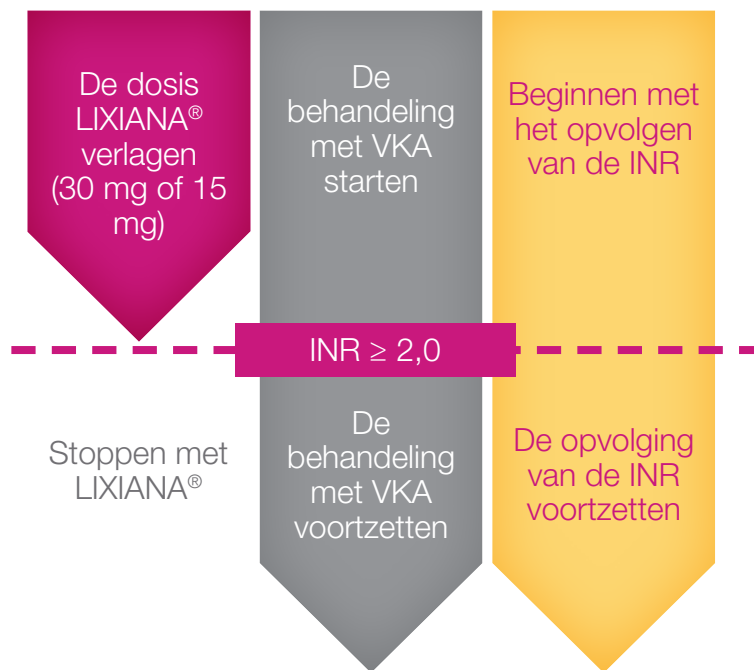 De dosis
LIXIANA®
verlagen
(30 mg of 15
mg)
De
behandeling
met VKA
starten
Beginnen met
het opvolgen
van de INR
INR ≥ 2,0
Stoppen met
LIXIANA®
De
behandeling
met VKA
voortzetten
De opvolging
van de INR
voortzetten